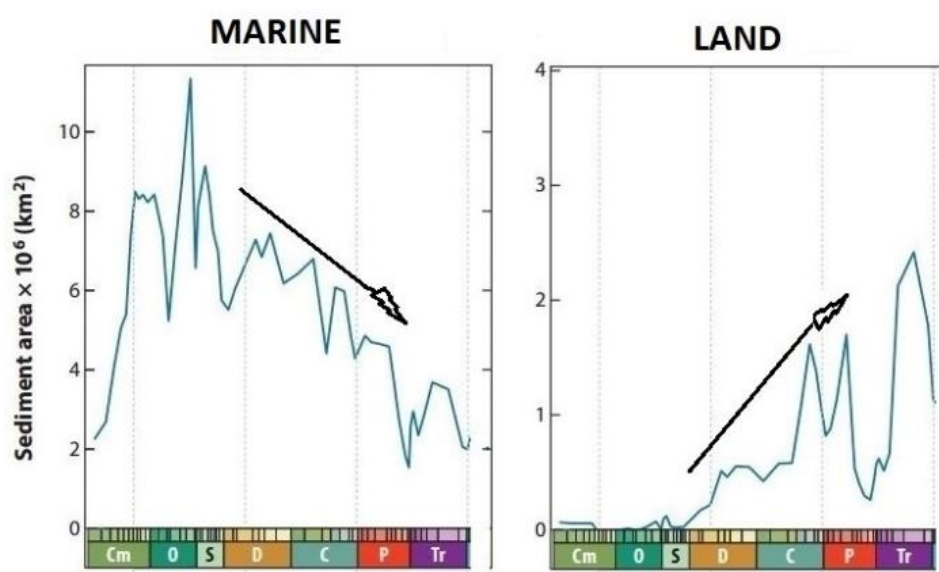 MARINE
LAND
Sediment area × 10⁶ (km²)
10
8
6
4
2
0
4
3
2
1
0
Cm O S D C P Tr
Cm O S D C P Tr